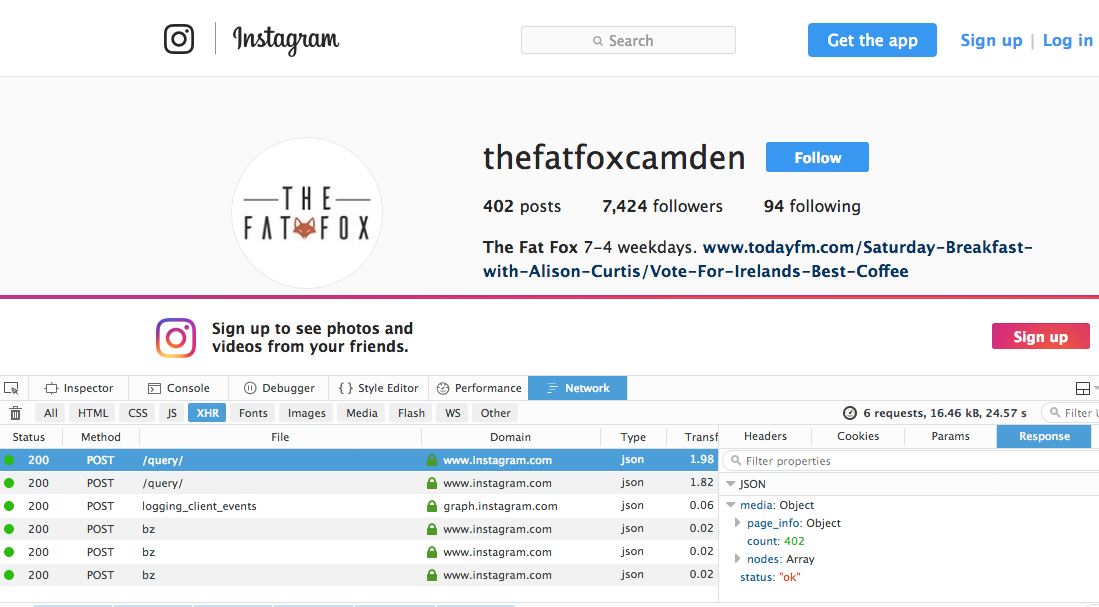 Instagram
Search
Get the app
Sign up | Log in
THE
FAT FOX
thefatfoxcamden
Follow
402 posts 7,424 followers 94 following
The Fat Fox 7-4 weekdays. www.todayfm.com/Saturday-Breakfast-
with-Alison-Curtis/Vote-For-Irelands-Best-Coffee
Sign up to see photos and
videos from your friends.
Sign up
Inspector Console Debugger { } Style Editor Performance Network
All HTML CSS JS XHR Fonts Images Media Flash WS Other
6 requests, 16.46 kB, 24.57 s
Filter
Status Method File Domain Type Transf
Headers Cookies Params Response
200 POST /query/ www.instagram.com json 1.98
200 POST /query/ www.instagram.com json 1.82
200 POST logging_client_events graph.instagram.com json 0.06
200 POST bz www.instagram.com json 0.02
200 POST bz www.instagram.com json 0.02
200 POST bz www.instagram.com json 0.02
Filter properties
JSON
media: Object
page_info: Object
count: 402
nodes: Array
status: "ok"